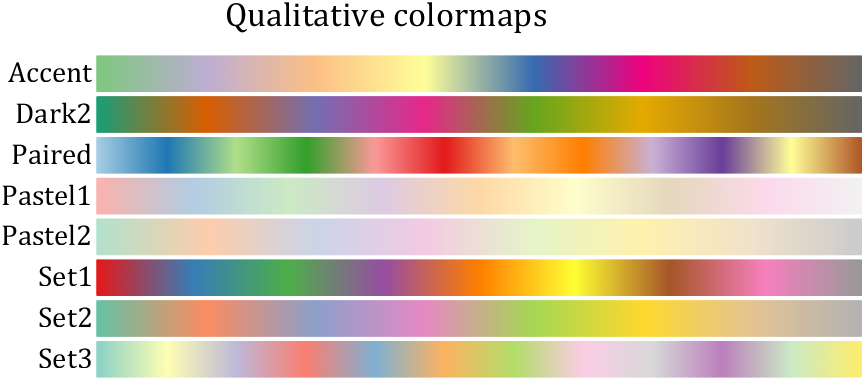 Qualitative colormaps
Accent
Dark2
Paired
Pastel1
Pastel2
Set1
Set2
Set3